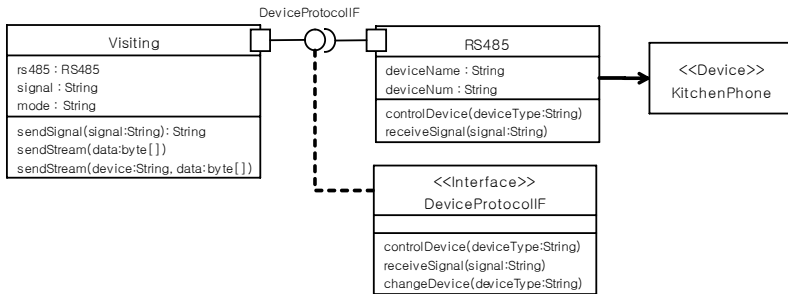 DeviceProtocolIF
Visiting
rs485 : RS485
signal : String
mode : String
sendSignal(signal:String): String
sendStream(data:byte[])
sendStream(device:String, data:byte[])
RS485
deviceName : String
deviceNum : String
controlDevice(deviceType:String)
receiveSignal(signal:String)
<<Device>>
KitchenPhone
<<Interface>>
DeviceProtocolIF
controlDevice(deviceType:String)
receiveSignal(signal:String)
changeDevice(deviceType:String)